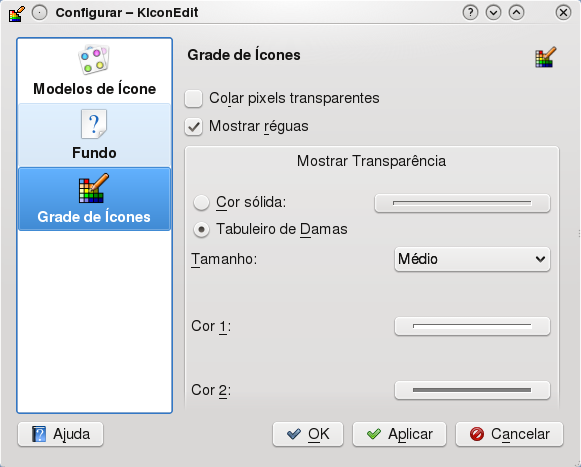 Configurar – KIconEdit
Modelos de Ícone
Fundo
Grade de Ícones
Grade de Ícones
Colar pixels transparentes
Mostrar réguas
Mostrar Transparência
Cor sólida:
Tabuleiro de Damas
Tamanho:
Médio
Cor 1:
Cor 2:
Ajuda
OK
Aplicar
Cancelar